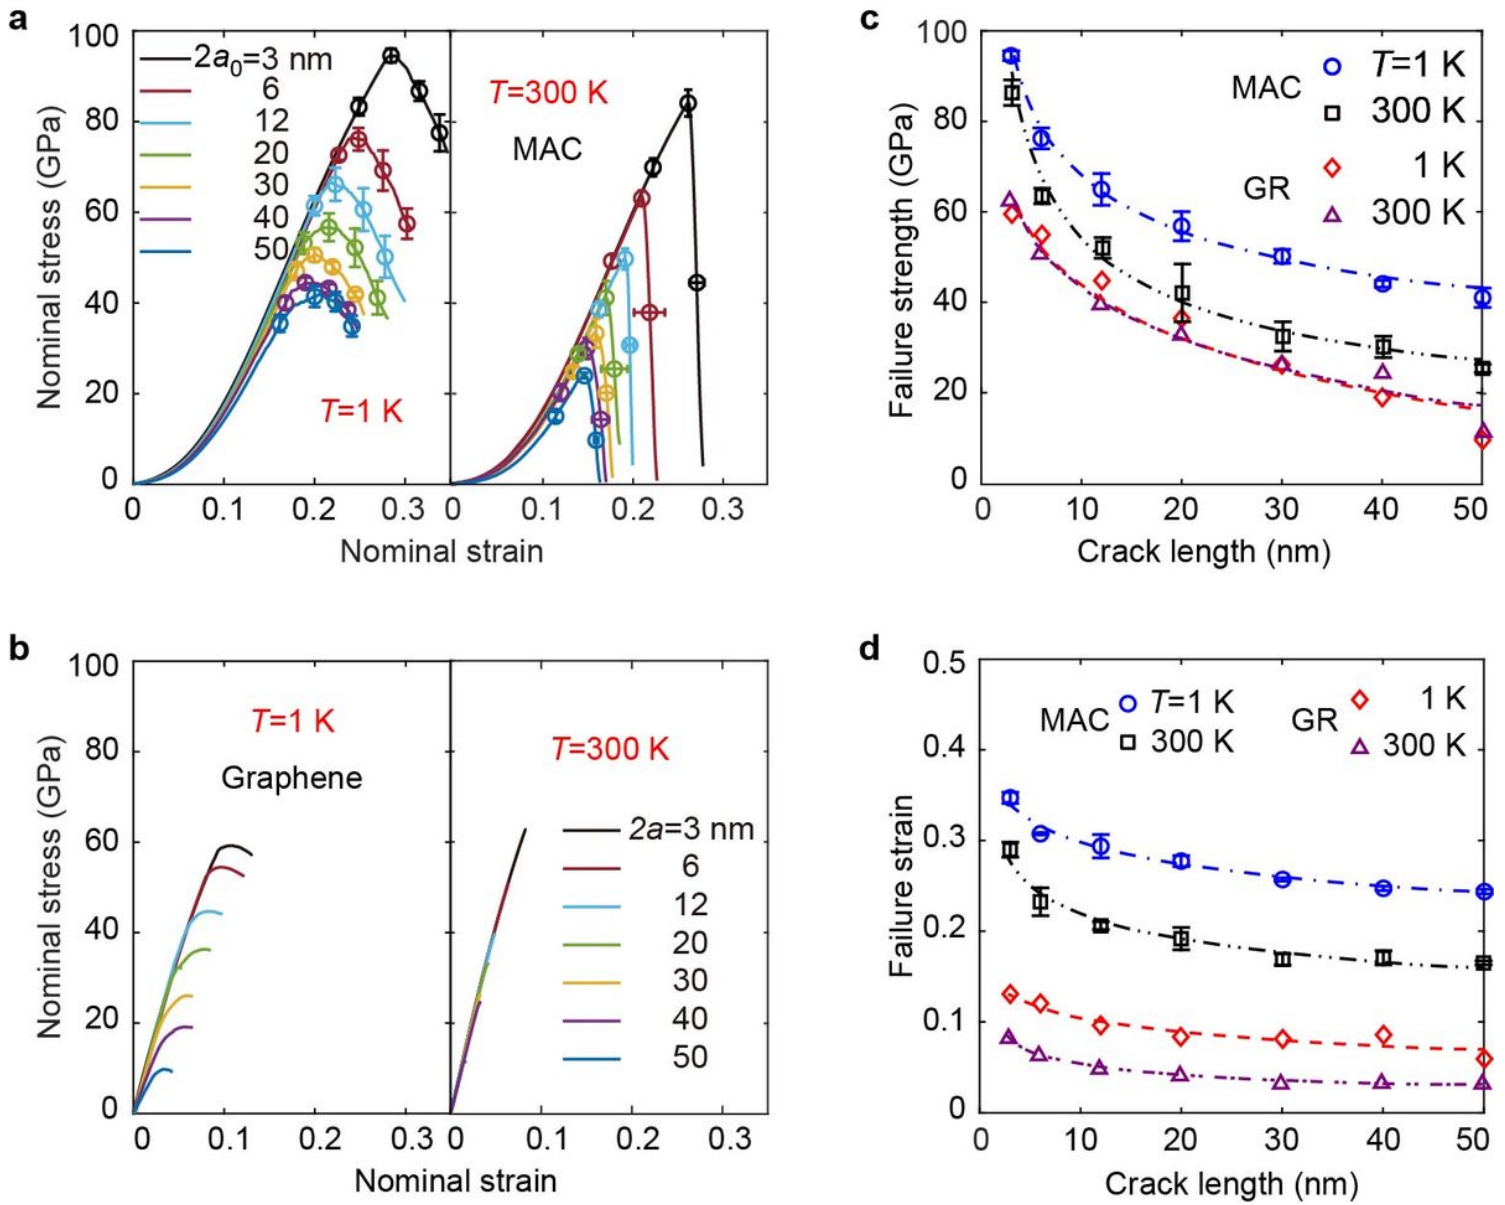 a
100
80
60
40
20
0
Nominal stress (GPa)
2a0=3 nm
6
12
20
30
40
50
T=1 K
T=300 K
MAC
0 0.1 0.2 0.3 0 0.1 0.2 0.3
Nominal strain
c
100
80
60
40
20
0
Failure strength (GPa)
MAC T=1 K
300 K
GR 1 K
300 K
0 10 20 30 40 50
Crack length (nm)
b
100
80
60
40
20
0
Nominal stress (GPa)
T=1 K
Graphene
T=300 K
2a=3 nm
6
12
20
30
40
50
0 0.1 0.2 0.3 0 0.1 0.2 0.3
Nominal strain
d
0.5
0.4
0.3
0.2
0.1
0
Failure strain
MAC T=1 K
300 K
GR 1 K
300 K
0 10 20 30 40 50
Crack length (nm)